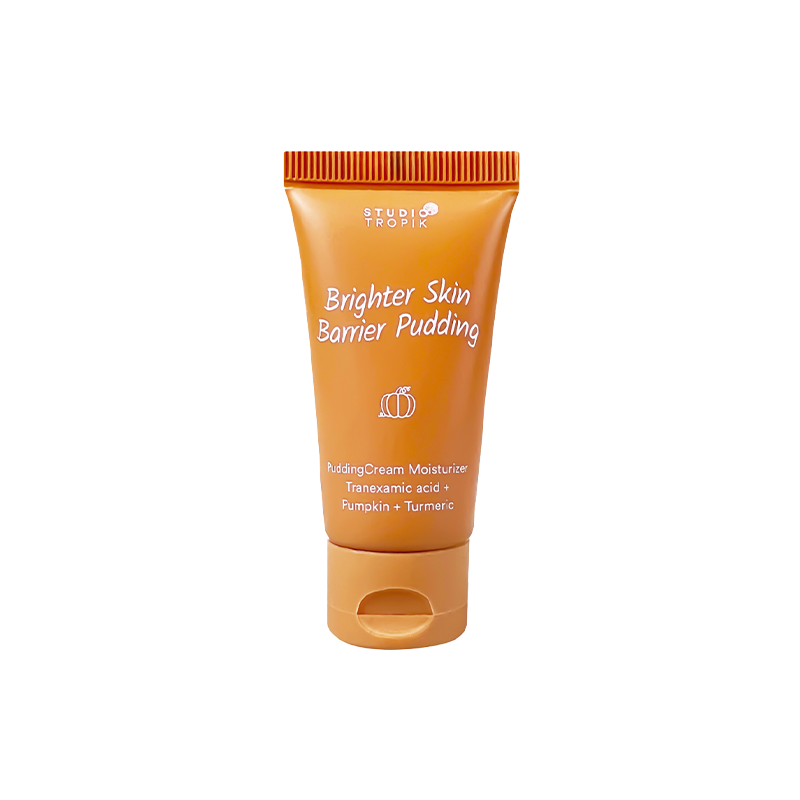 STUDIO
TROPIK
Brighter Skin
Barrier Pudding
PuddingCream Moisturizer
Tranexamic acid +
Pumpkin + Turmeric